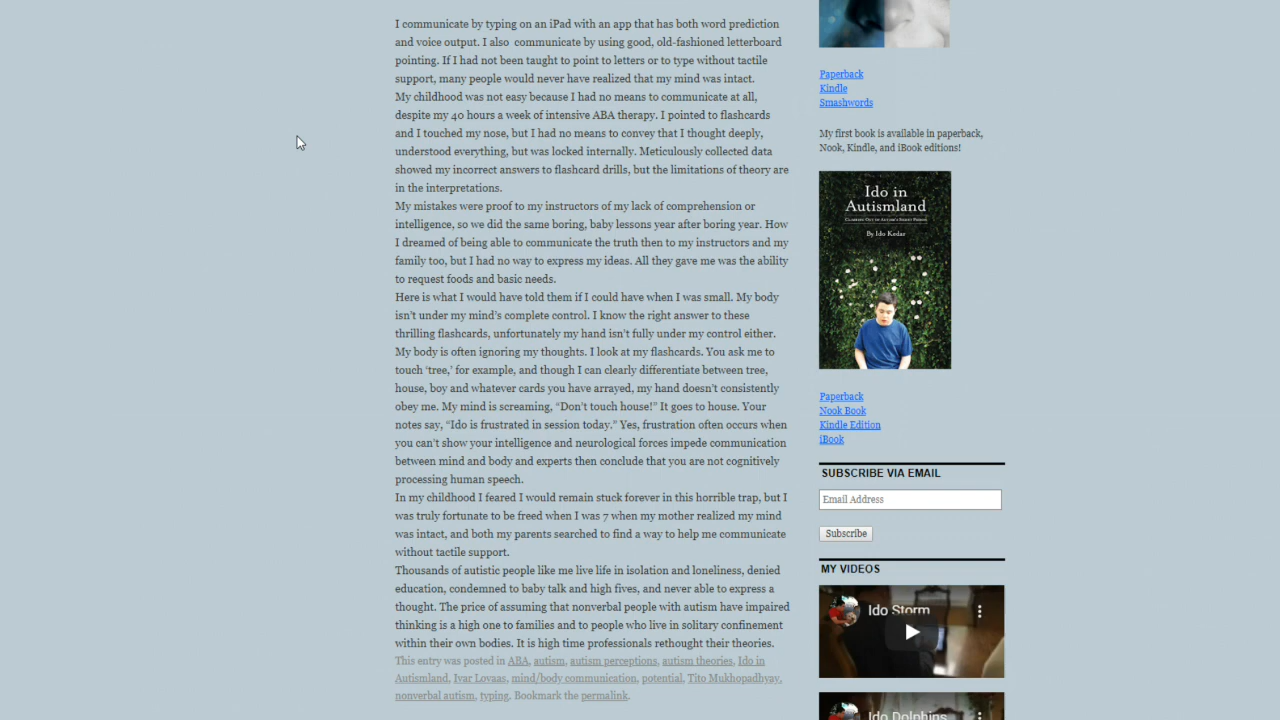 I communicate by typing on an iPad with an app that has both word prediction
and voice output. I also  communicate by using good, old-fashioned letterboard
pointing. If I had not been taught to point to letters or to type without tactile
support, many people would never have realized that my mind was intact.
My childhood was not easy because I had no means to communicate at all,
despite my 40 hours a week of intensive ABA therapy. I pointed to flashcards
and I touched my nose, but I had no means to convey that I thought deeply,
understood everything, but was locked internally. Meticulously collected data
showed my incorrect answers to flashcard drills, but the limitations of theory are
in the interpretations.
My mistakes were proof to my instructors of my lack of comprehension or
intelligence, so we did the same boring, baby lessons year after boring year. How
I dreamed of being able to communicate the truth then to my instructors and my
family too, but I had no way to express my ideas. All they gave me was the ability
to request foods and basic needs.
Here is what I would have told them if I could have when I was small. My body
isn’t under my mind’s complete control. I know the right answer to these
thrilling flashcards, unfortunately my hand isn’t fully under my control either.
My body is often ignoring my thoughts. I look at my flashcards. You ask me to
touch ‘tree,’ for example, and though I can clearly differentiate between tree,
house, boy and whatever cards you have arrayed, my hand doesn’t consistently
obey me. My mind is screaming, “Don’t touch house!” It goes to house. Your
notes say, “Ido is frustrated in session today.” Yes, frustration often occurs when
you can’t show your intelligence and neurological forces impede communication
between mind and body and experts then conclude that you are not cognitively
processing human speech.
In my childhood I feared I would remain stuck forever in this horrible trap, but I
was truly fortunate to be freed when I was 7 when my mother realized my mind
was intact, and both my parents searched to find a way to help me communicate
without tactile support.
Thousands of autistic people like me live life in isolation and loneliness, denied
education, condemned to baby talk and high fives, and never able to express a
thought. The price of assuming that nonverbal people with autism have impaired
thinking is a high one to families and to people who live in solitary confinement
within their own bodies. It is high time professionals rethought their theories.
This entry was posted in ABA, autism, autism perceptions, autism theories, Ido in
Autismland, Ivar Lovaas, mind/body communication, potential, Tito Mukhopadhyay,
nonverbal autism, typing. Bookmark the permalink.
Paperback
Kindle
Smashwords
My first book is available in paperback,
Nook, Kindle, and iBook editions!
Ido in
Autismland
Climbing Out of Autism's Silent Prison
By Ido Kedar
Paperback
Nook Book
Kindle Edition
iBook
SUBSCRIBE VIA EMAIL
Email Address
Subscribe
MY VIDEOS
Ido Storm
Ido Dolphins